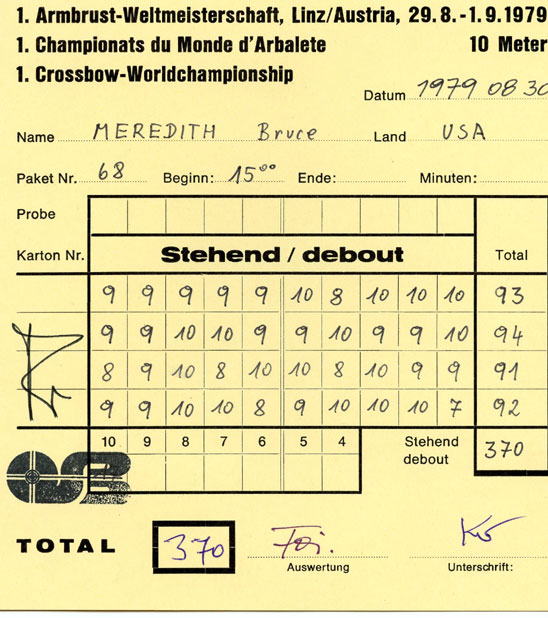 1. Armbrust-Weltmeisterschaft, Linz/Austria, 29.8.-1.9.1979
1. Championats du Monde d'Arbalete 10 Meter
1. Crossbow-Worldchampionship
Datum 1979 08 30
Name MEREDITH Bruce Land USA
Paket Nr. 68 Beginn: 15⁰⁰ Ende: Minuten:
Probe
Karton Nr. Stehend / debout Total
9 9 9 9 9 10 8 10 10 10 93
9 9 10 10 9 9 10 9 9 10 94
8 9 10 8 10 10 8 10 9 9 91
9 9 10 10 8 9 10 10 10 7 92
10 9 8 7 6 5 4 Stehend 370
debout
TOTAL 370
Auswertung Unterschrift: